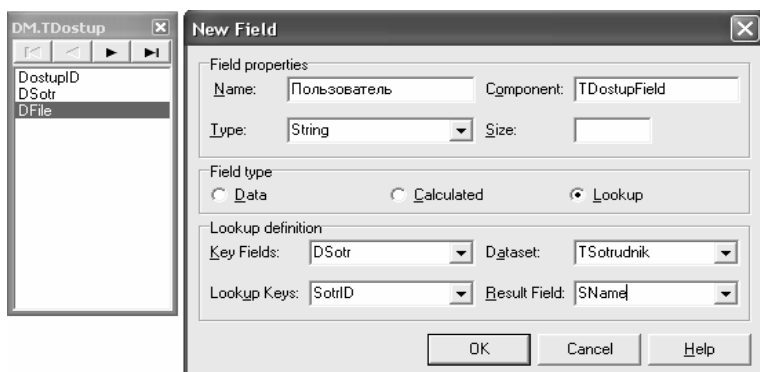 DM.TDostup
DostupID
DSotr
DFile
New Field
Field properties
Name: Пользователь Component: TDostupField
Type: String Size:
Field type
Data Calculated Lookup
Lookup definition
Key Fields: DSotr Dataset: TSotrudnik
Lookup Keys: SotrID Result Field: SName
OK Cancel Help